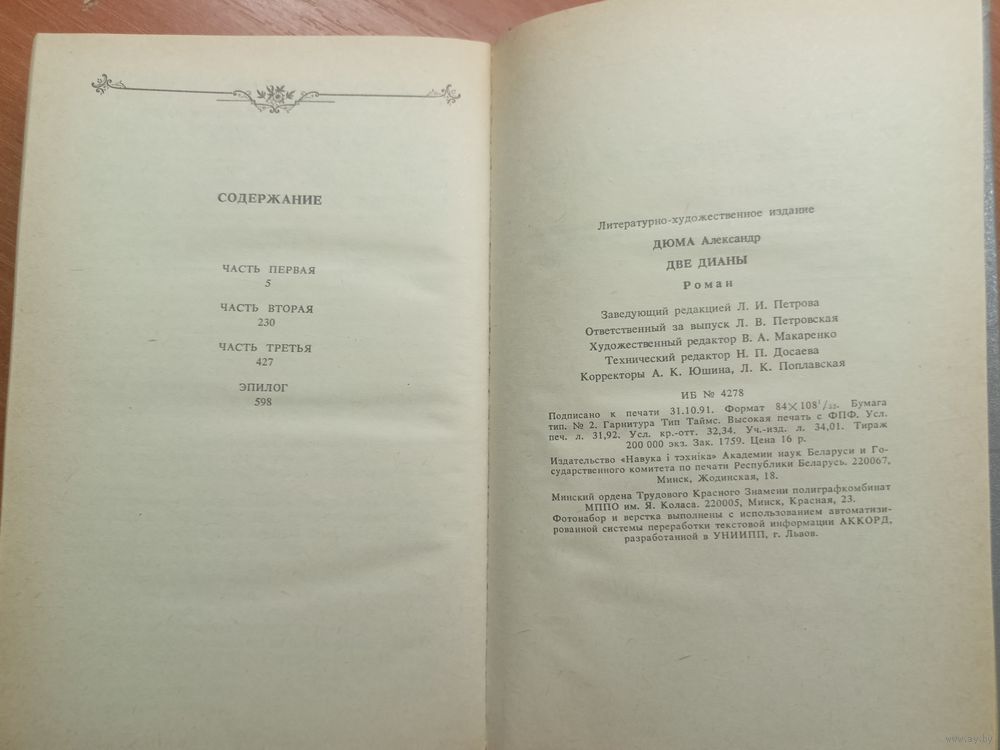 СОДЕРЖАНИЕ
ЧАСТЬ ПЕРВАЯ
5
ЧАСТЬ ВТОРАЯ
230
ЧАСТЬ ТРЕТЬЯ
427
ЭПИЛОГ
598
Литературно-художественное издание
ДЮМА Александр
ДВЕ ДИАНЫ
Роман
Заведующий редакцией Л. И. Петрова
Ответственный за выпуск Л. В. Петровская
Художественный редактор В. А. Макаренко
Технический редактор Н. П. Досаева
Корректоры А. К. Юшина, Л. К. Поплавская
ИБ № 4278
Подписано к печати 31.10.91. Формат 84×108¹/₃₂. Бумага
тип. № 2. Гарнитура Тип Таймс. Высокая печать с ФПФ. Усл.
печ. л. 31,92. Усл. кр.-отт. 32,34. Уч.-изд. л. 34,01. Тираж
200 000 экз. Зак. 1759. Цена 16 р.
Издательство «Навука і тэхніка» Академии наук Беларуси и Го-
сударственного комитета по печати Республики Беларусь. 220067,
Минск, Жодинская, 18.
Минский ордена Трудового Красного Знамени полиграфкомбинат
МППО им. Я. Коласа. 220005, Минск, Красная, 23.
Фотонабор и верстка выполнены с использованием автоматизи-
рованной системы переработки текстовой информации АККОРД,
разработанной в УНИИПП, г. Львов.
www.ay.by